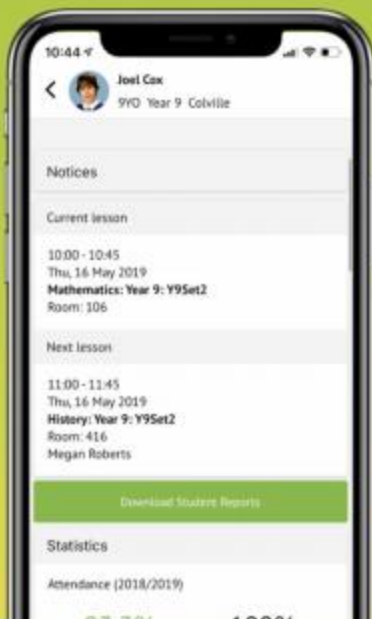 10:44
Joel Cox
9YO Year 9 Colville
Notices
Current lesson
10:00 - 10:45
Thu, 16 May 2019
Mathematics: Year 9: Y9Set2
Room: 106
Next lesson
11:00 - 11:45
Thu, 16 May 2019
History: Year 9: Y9Set2
Room: 416
Megan Roberts
Download Student Reports
Statistics
Attendance (2018/2019)